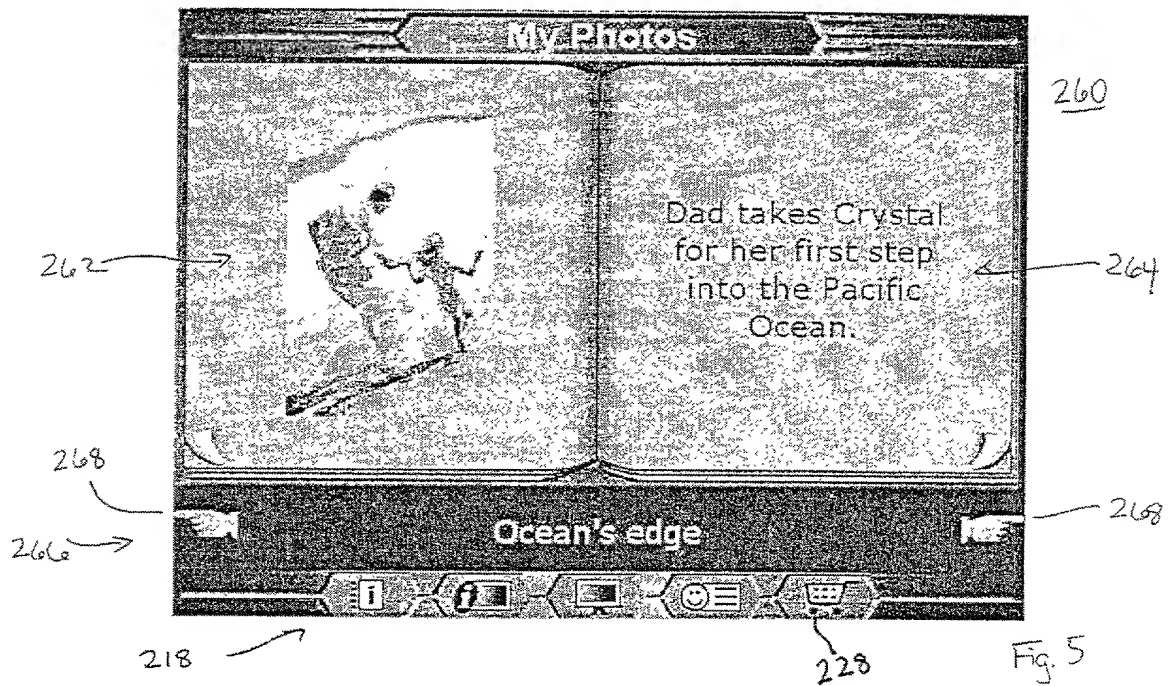 My Photos
260
Dad takes Crystal
for her first step
into the Pacific
Ocean.
262
264
268
268
266
Ocean's edge
i
f
218
228
Fig. 5